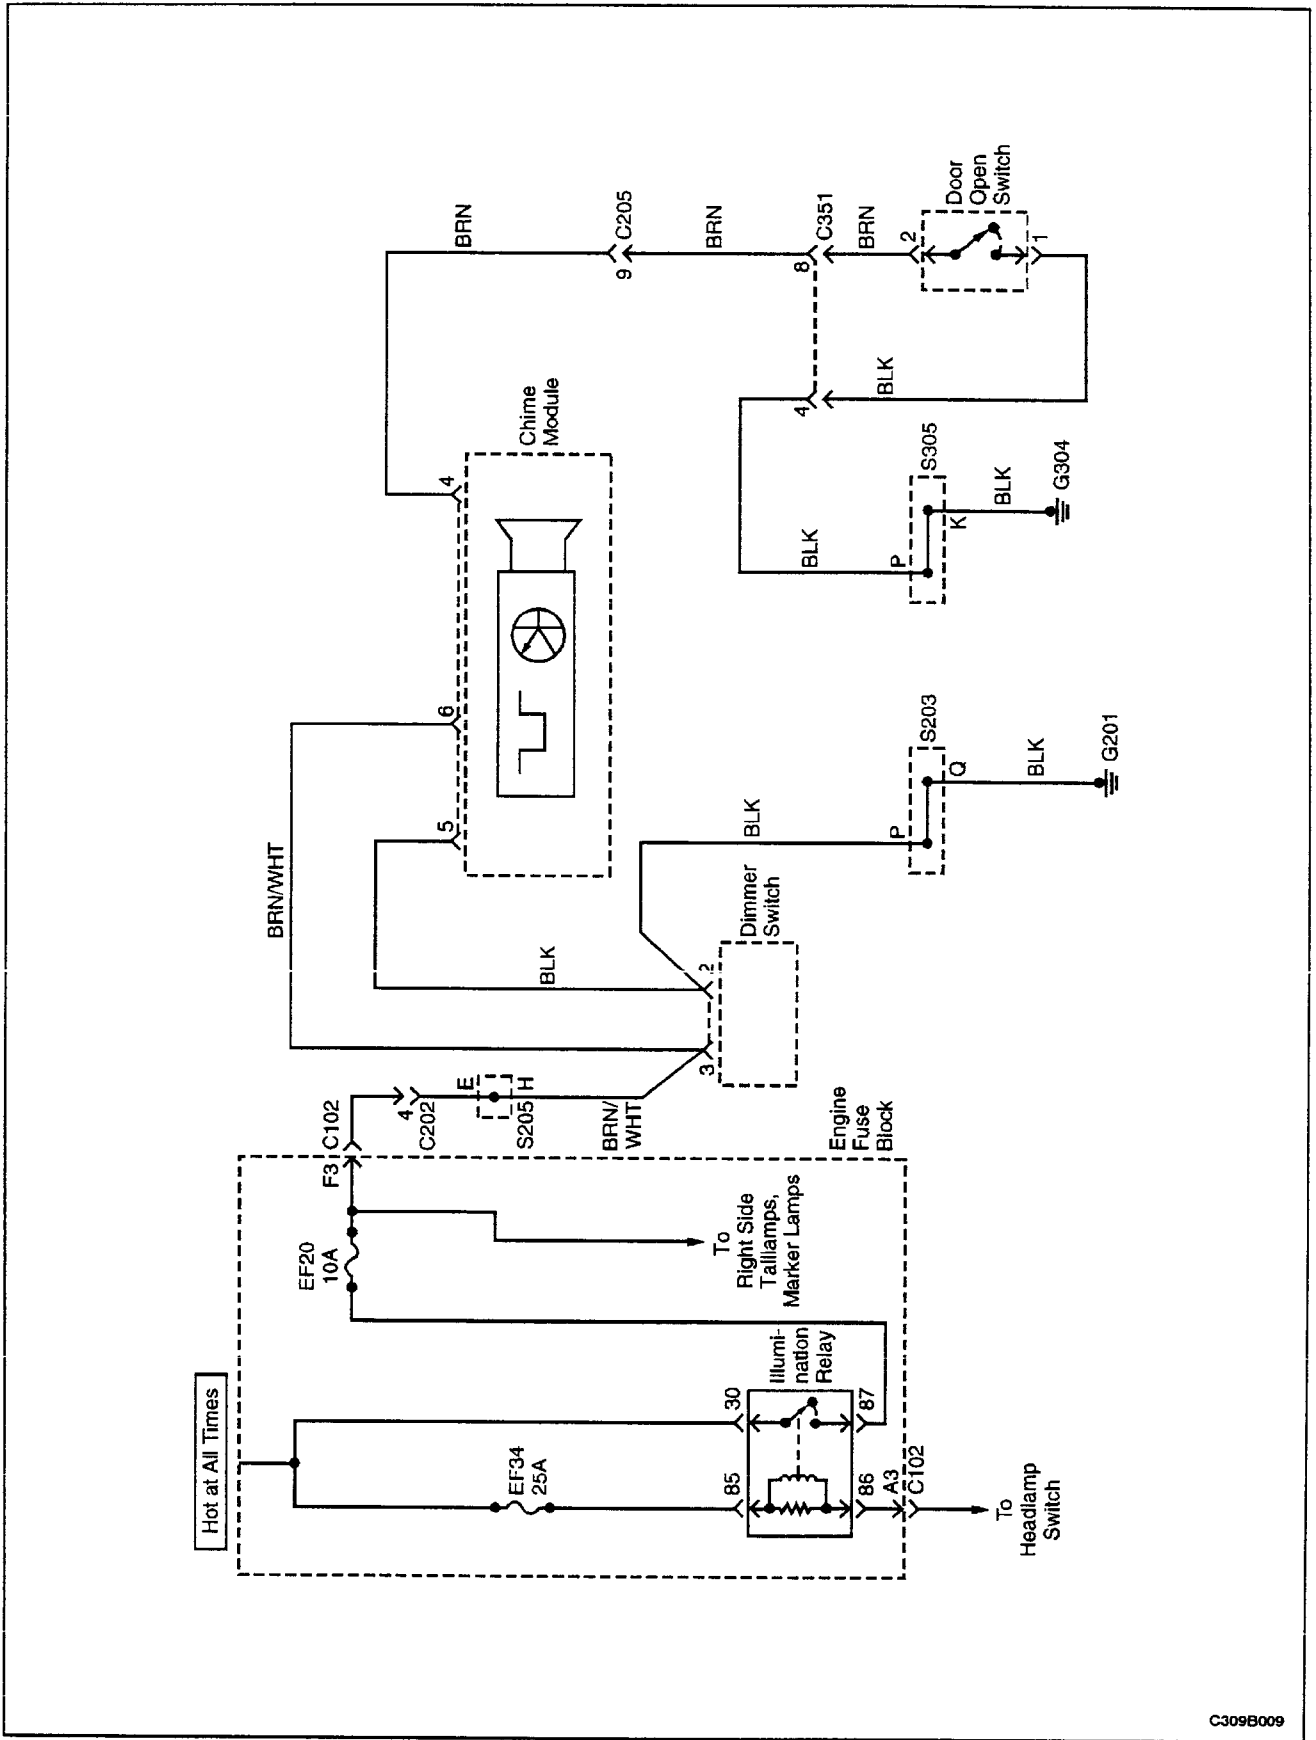 Hot at All Times
EF34
25A
EF20
10A
F3
C102
4
C202
E
S205
H
BRN/
WHT
BRN/WHT
BLK
5
6
4
Chime
Module
BRN
9
C205
BRN
8
C351
BRN
2
Door
Open
Switch
1
4
BLK
BLK
P
S305
K
BLK
G304
BLK
P
S203
Q
BLK
G201
3
2
Dimmer
Switch
Engine
Fuse
Block
To
Right Side
Taillamps,
Marker Lamps
Illumi-
nation
Relay
85
30
86
87
A3
C102
To
Headlamp
Switch
C309B009